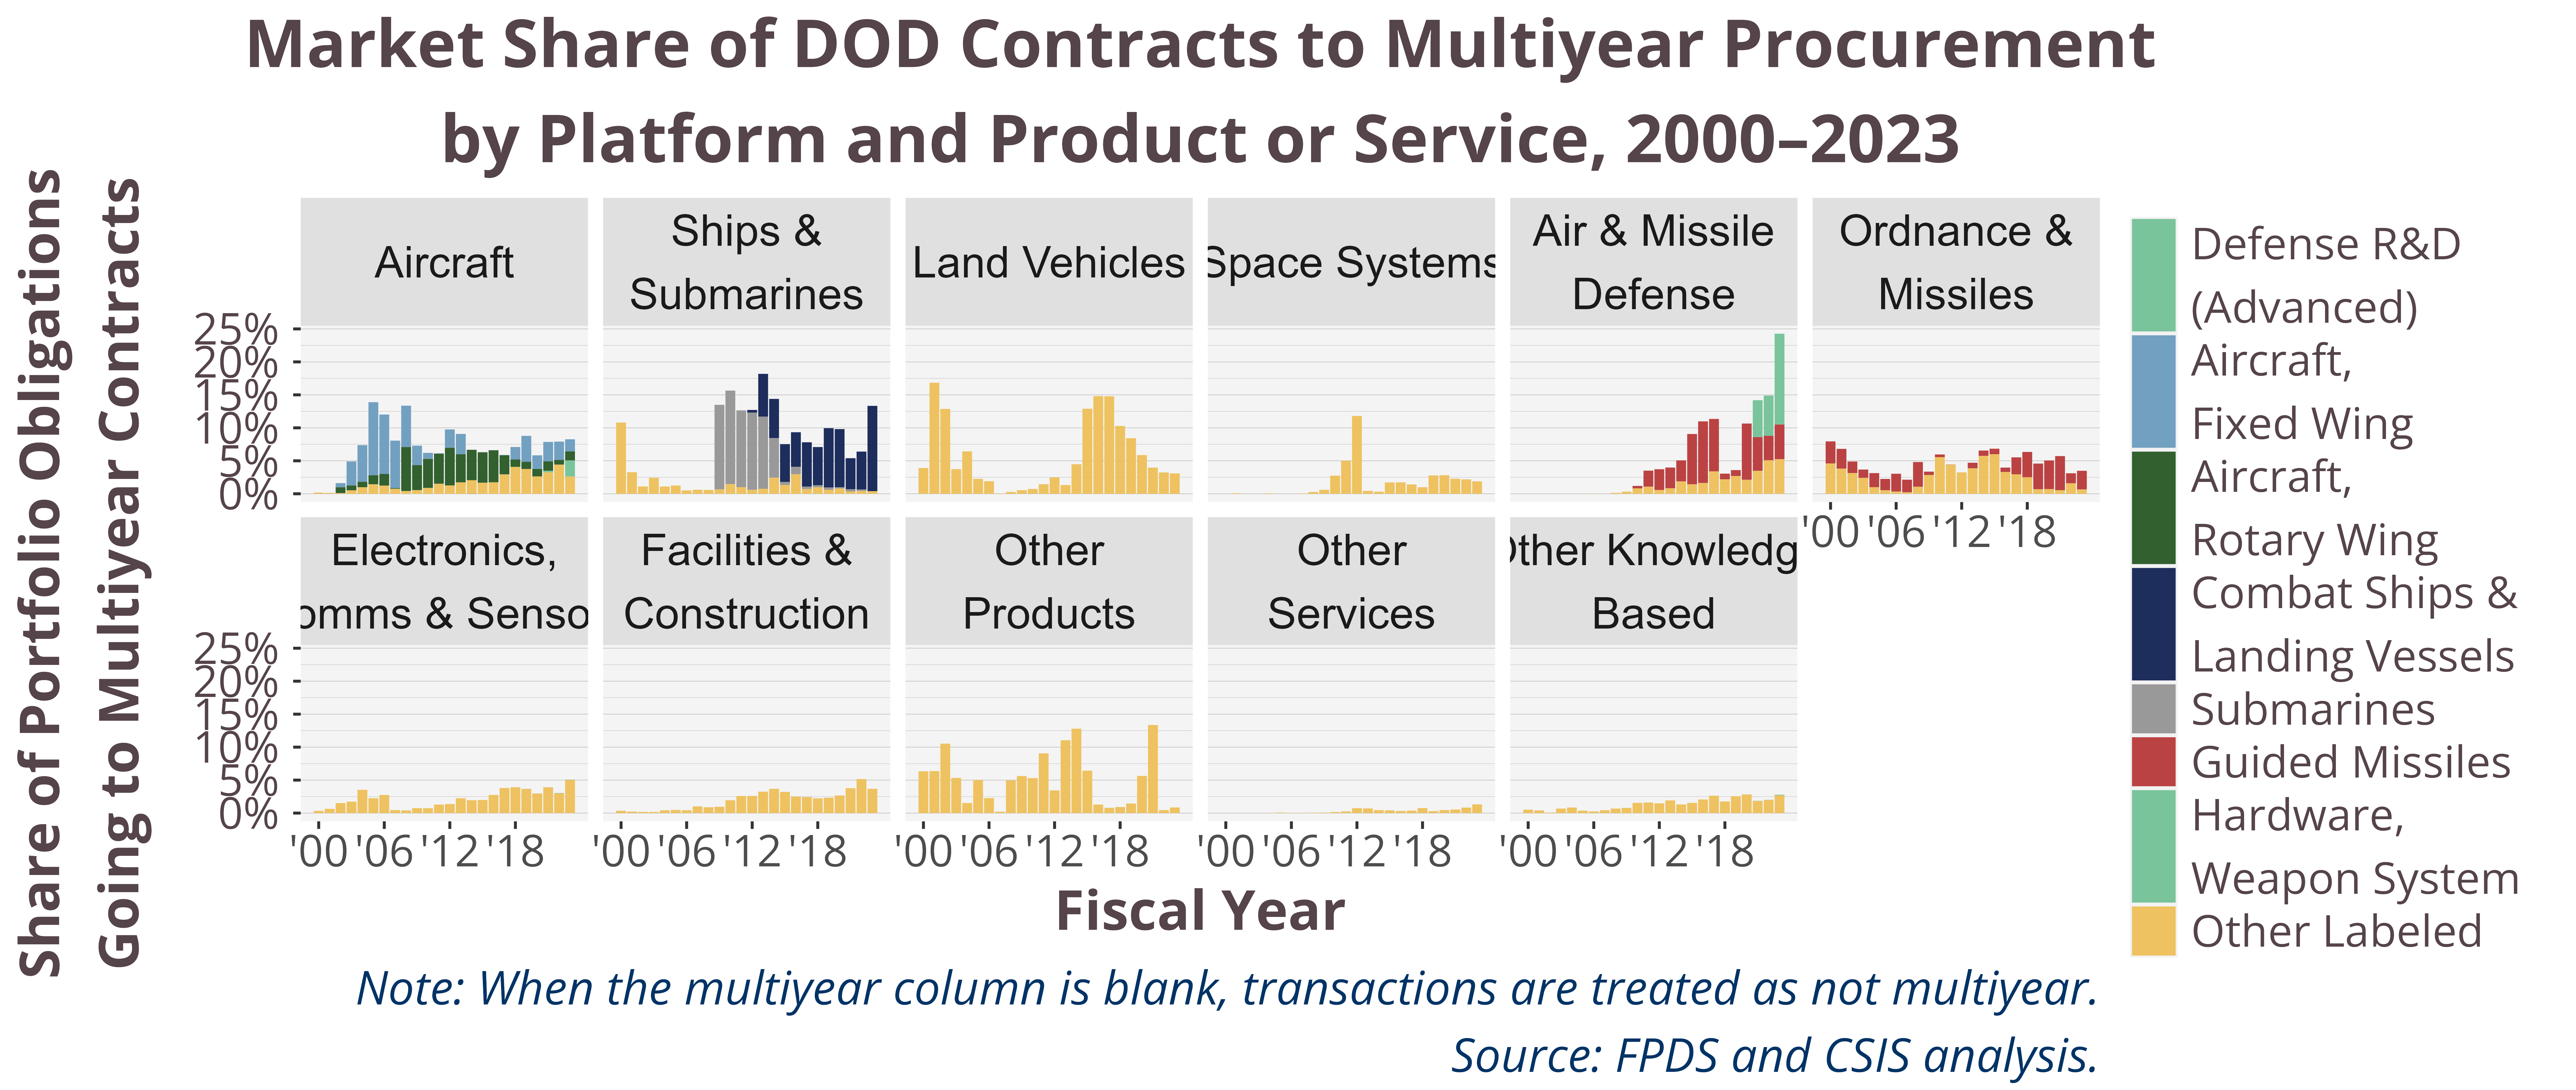 Market Share of DOD Contracts to Multiyear Procurement
by Platform and Product or Service, 2000–2023
Share of Portfolio Obligations
Going to Multiyear Contracts
Aircraft
Ships &
Submarines
Land Vehicles
Space Systems
Air & Missile
Defense
Ordnance &
Missiles
25%
20%
15%
10%
5%
0%
'00 '06 '12 '18
Electronics,
omms & Senso
Facilities &
Construction
Other
Products
Other
Services
Other Knowledg
Based
25%
20%
15%
10%
5%
0%
'00 '06 '12 '18
'00 '06 '12 '18
'00 '06 '12 '18
'00 '06 '12 '18
'00 '06 '12 '18
Fiscal Year
Defense R&D
(Advanced)
Aircraft,
Fixed Wing
Aircraft,
Rotary Wing
Combat Ships &
Landing Vessels
Submarines
Guided Missiles
Hardware,
Weapon System
Other Labeled
Note: When the multiyear column is blank, transactions are treated as not multiyear.
Source: FPDS and CSIS analysis.